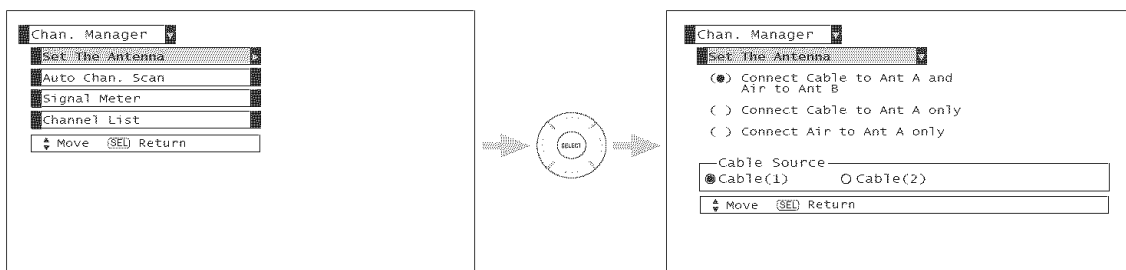 Chan. Manager
Set The Antenna
Auto Chan. Scan
Signal Meter
Channel List
Move SEL Return
SELECT
Chan. Manager
Set The Antenna
(●) Connect Cable to Ant A and
Air to Ant B
( ) Connect Cable to Ant A only
( ) Connect Air to Ant A only
Cable Source
Cable(1) Cable(2)
Move SEL Return